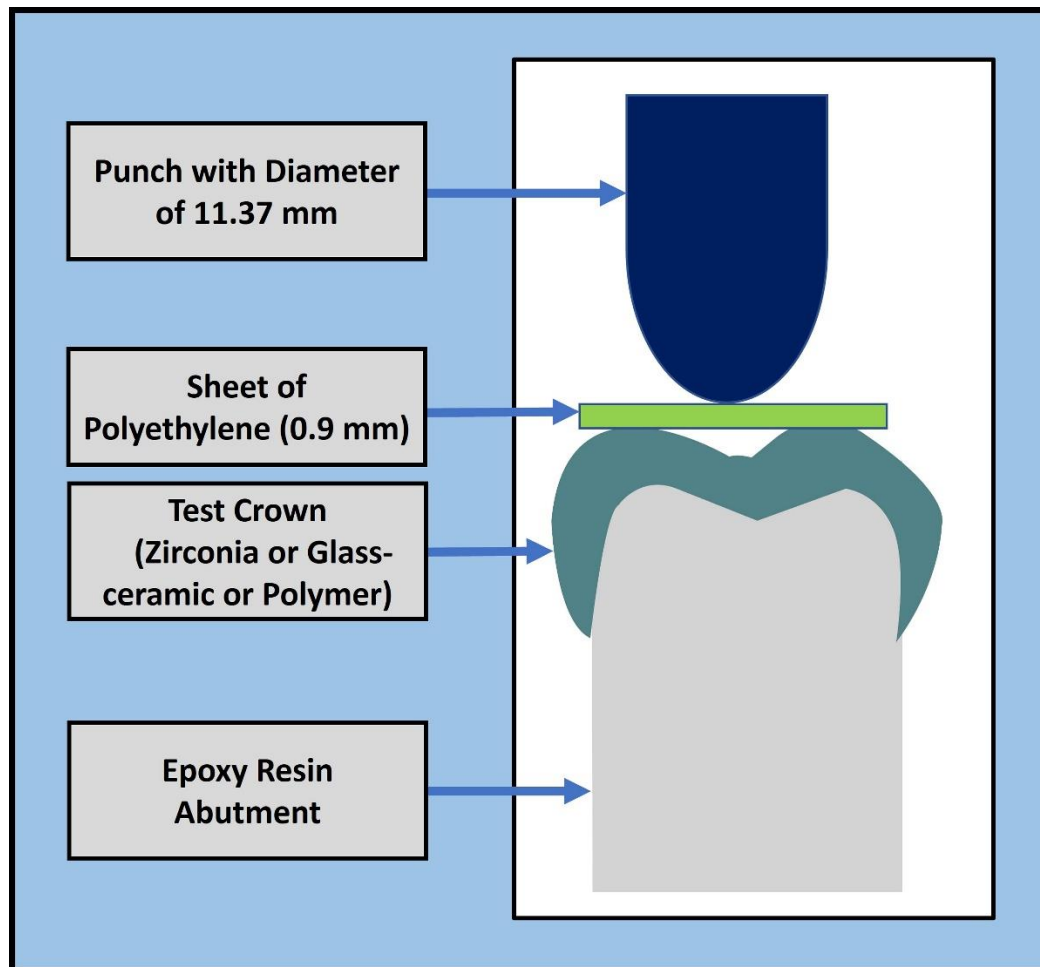 Punch with Diameter
of 11.37 mm
Sheet of
Polyethylene (0.9 mm)
Test Crown
(Zirconia or Glass-
ceramic or Polymer)
Epoxy Resin
Abutment